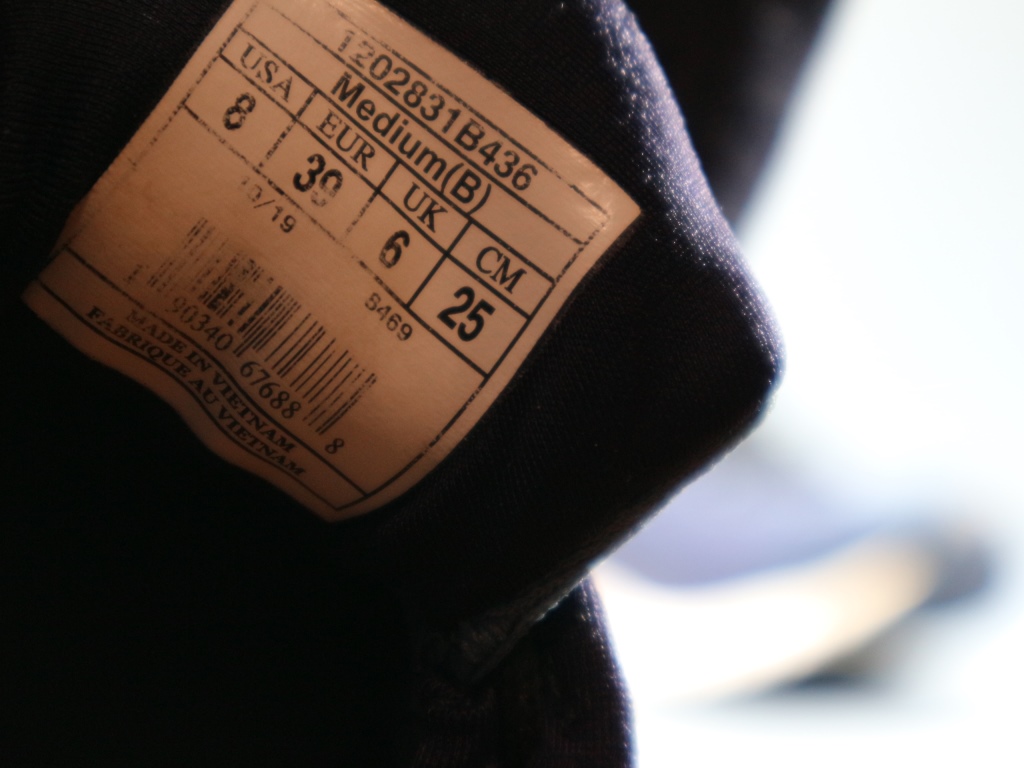 1202831B436
Medium(B)
USA EUR UK CM
8 39 6 25
/19
5469
90340 67688 8
MADE IN VIETNAM
FABRIQUE AU VIETNAM